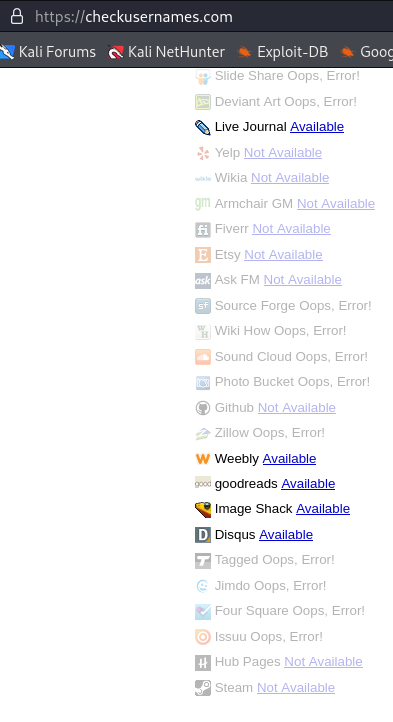 https://checkusernames.com
Kali Forums Kali NetHunter Exploit-DB Goog
Slide Share Oops, Error!
Deviant Art Oops, Error!
Live Journal Available
Yelp Not Available
Wikia Not Available
Armchair GM Not Available
Fiverr Not Available
Etsy Not Available
Ask FM Not Available
Source Forge Oops, Error!
Wiki How Oops, Error!
Sound Cloud Oops, Error!
Photo Bucket Oops, Error!
Github Not Available
Zillow Oops, Error!
Weebly Available
goodreads Available
Image Shack Available
Disqus Available
Tagged Oops, Error!
Jimdo Oops, Error!
Four Square Oops, Error!
Issuu Oops, Error!
Hub Pages Not Available
Steam Not Available